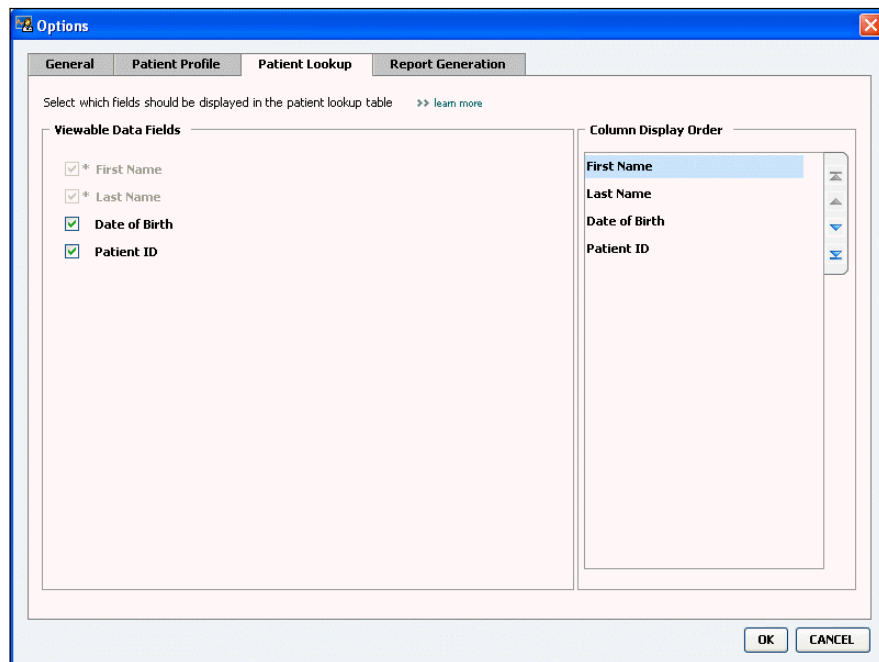 Options
General Patient Profile Patient Lookup Report Generation
Select which fields should be displayed in the patient lookup table >> learn more
Viewable Data Fields
* First Name
* Last Name
Date of Birth
Patient ID
Column Display Order
First Name
Last Name
Date of Birth
Patient ID
OK CANCEL